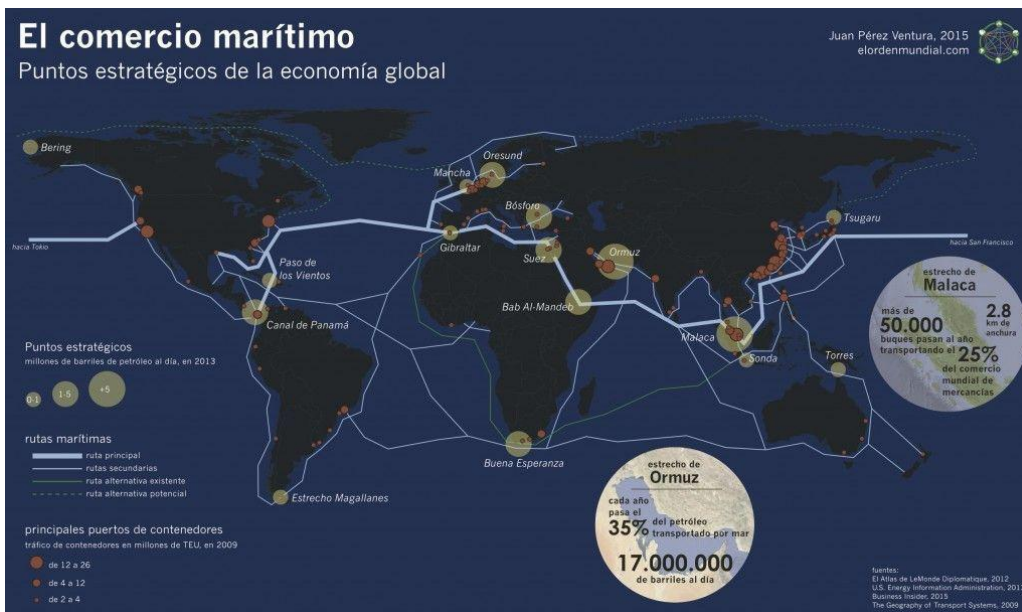 El comercio marítimo
Puntos estratégicos de la economía global
Juan Pérez Ventura, 2015
elordenmundial.com
Bering
Oresund
Mancha
Bósforo
Tsugaru
hacia Tokio
Gibraltar
Suez
Ormuz
hacia San Francisco
Paso de
los Vientos
Bab Al-Mandeb
Canal de Panamá
Malaca
Sonda
Torres
Buena Esperanza
Estrecho Magallanes
estrecho de
Malaca
más de
50.000
buques pasan al año
transportando el
25%
del comercio
mundial de
mercancías
2.8
km de
anchura
Puntos estratégicos
millones de barriles de petróleo al día, en 2013
0-1
1-5
+5
rutas marítimas
ruta principal
rutas secundarias
ruta alternativa existente
ruta alternativa potencial
principales puertos de contenedores
tráfico de contenedores en millones de TEU, en 2009
de 12 a 26
de 4 a 12
de 2 a 4
estrecho de
Ormuz
cada año
pasa el
35%
del petróleo
transportado por mar
17.000.000
de barriles al día
fuentes:
El Atlas de LeMonde Diplomatique, 2012
U.S. Energy Information Administration,
Business Insider, 2015
The Geography of Transport Systems, 2009